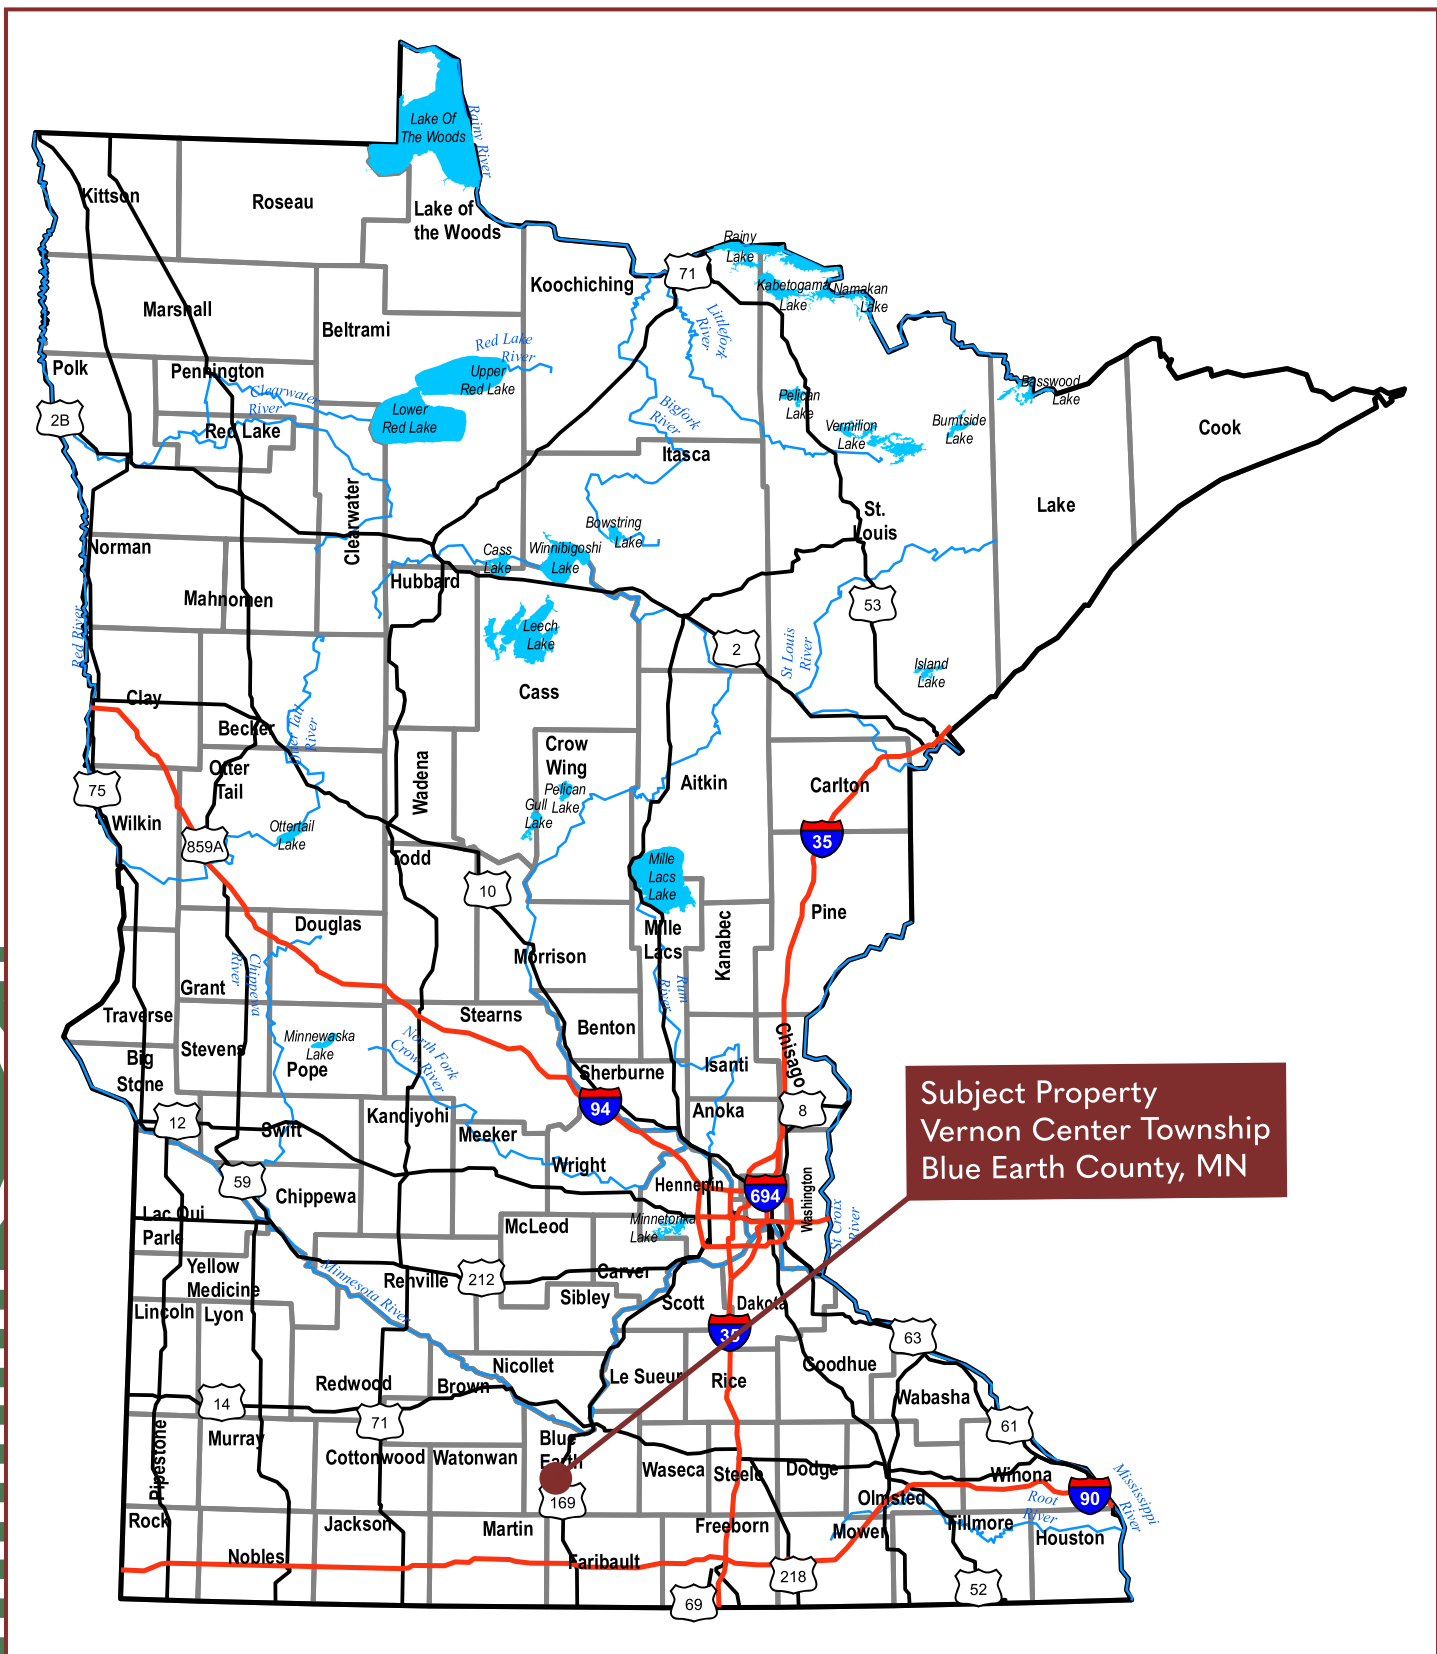 Lake Of
The Woods
Rainy River
Kittson
Roseau
Lake of
the Woods
Rainy
Lake
71
Koochiching
Kabetogama
Lake
Namakan
Lake
Marshall
Beltrami
Littlefork
River
Red Lake
River
Polk
Pennington
Upper
Red Lake
Clearwater
River
Basswood
Lake
Pelican
Lake
Bigfork
River
2B
Lower
Red Lake
Red Lake
Vermilion
Lake
Burntside
Lake
Cook
Itasca
Clearwater
Lake
St.
Louis
Bowstring
Lake
Norman
Cass
Lake
Winnibigoshi
Lake
Hubbard
Mahnomen
53
Red River
Leech
Lake
2
St Louis
River
Island
Lake
Clay
Cass
Becker
Otter Tail
River
Crow
Wing
Otter
Tail
Wadena
Aitkin
Carlton
75
Pelican
Lake
Gull
Lake
Wilkin
859A
Ottertail
Lake
35
Todd
Mille
Lacs
Lake
10
Pine
Douglas
Mille
Lacs
Kanabec
Morrison
Chippewa
River
Grant
Rum
River
Traverse
Stearns
Benton
Big
Stone
Stevens
Minnewaska
Lake
Pope
North Fork
Crow River
Chisago
Isanti
Sherburne
Subject Property
Vernon Center Township
Blue Earth County, MN
94
8
Anoka
12
Swift
Kandiyohi
Meeker
Wright
59
Chippewa
Hennepin
694
Washington
Lac Qui
Parle
McLeod
Minnetonka
Lake
St Croix
River
Yellow
Medicine
Minnesota River
Renville
212
Carver
Sibley
Scott
Dakota
Lincoln
Lyon
35
63
Nicollet
Le Sueur
Rice
Goodhue
Redwood
Brown
Wabasha
14
71
61
Murray
Pipestone
Blue
Earth
Cottonwood
Watonwan
Waseca
Steele
Dodge
Winona
Olmsted
90
Mississippi
River
169
Root
River
Rock
Jackson
Martin
Freeborn
Mower
Fillmore
Houston
Nobles
Faribault
218
52
69